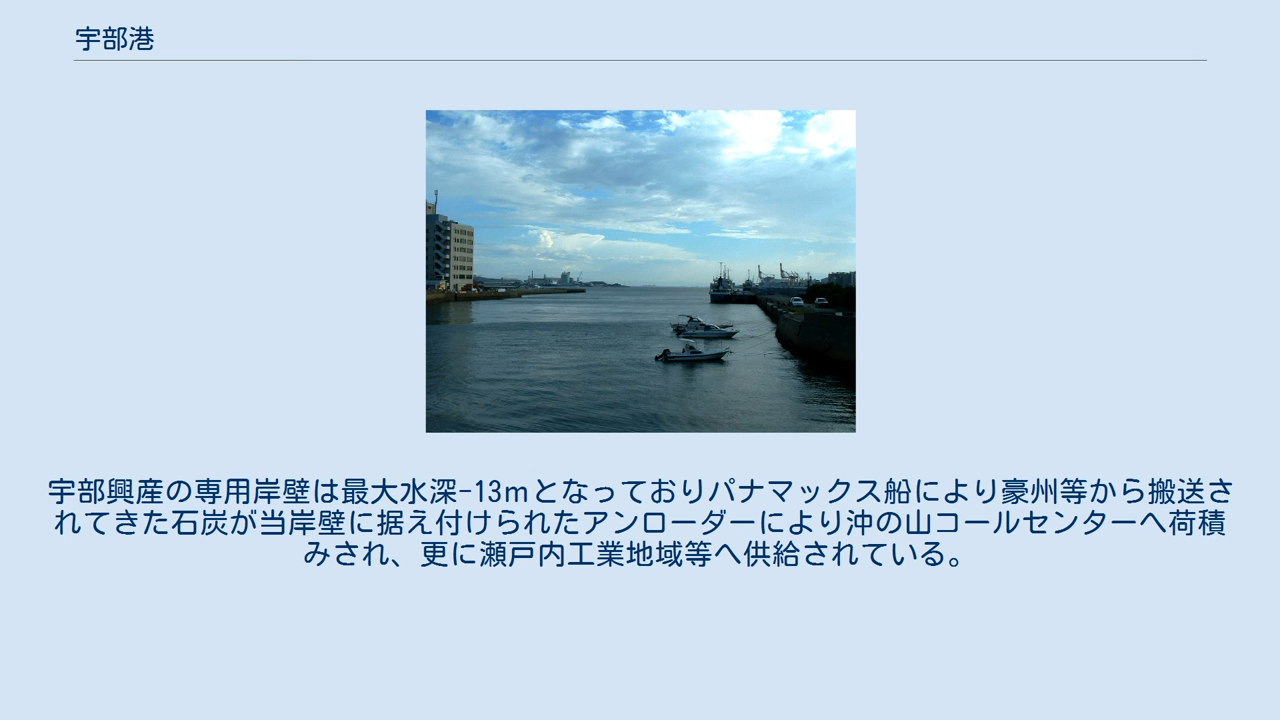 宇部港
宇部興産の専用岸壁は最大水深-13mとなっておりパナマックス船により豪州等から搬送さ
れてきた石炭が当岸壁に据え付けられたアンローダーにより沖の山コールセンターへ荷積
みされ、更に瀬戸内工業地域等へ供給されている。